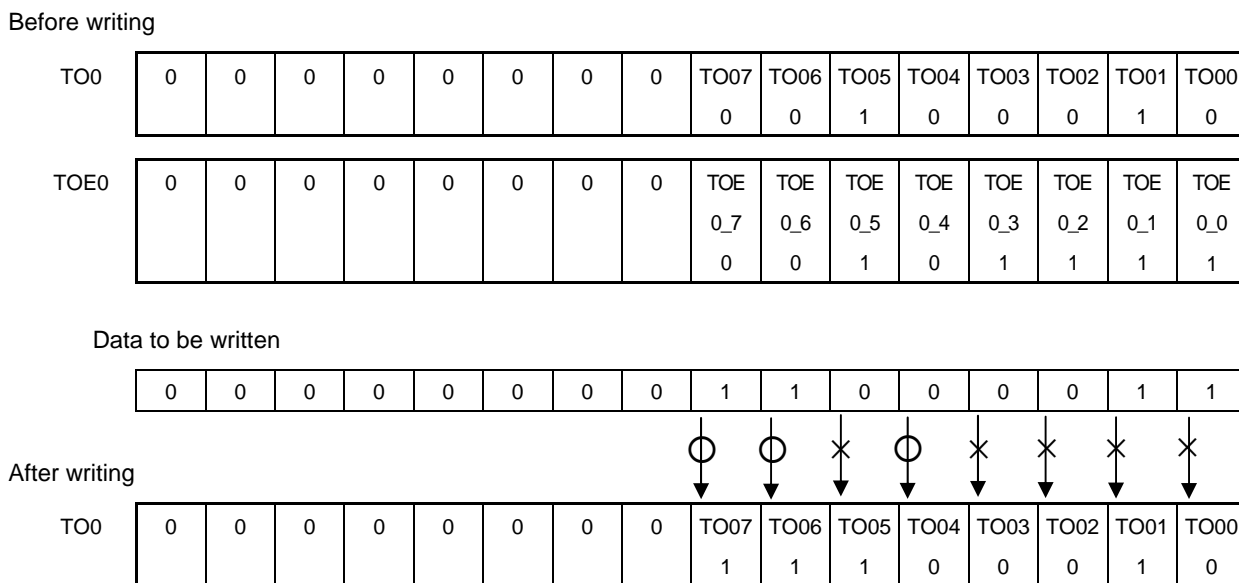 Before writing
TO0 0 0 0 0 0 0 0 0 TO07 TO06 TO05 TO04 TO03 TO02 TO01 TO00
0 0 1 0 0 0 1 0
TOE0 0 0 0 0 0 0 0 0 TOE TOE TOE TOE TOE TOE TOE TOE
0_7 0_6 0_5 0_4 0_3 0_2 0_1 0_0
0 0 1 0 1 1 1 1
Data to be written
0 0 0 0 0 0 0 0 1 1 0 0 0 0 1 1
After writing
TO0 0 0 0 0 0 0 0 0 TO07 TO06 TO05 TO04 TO03 TO02 TO01 TO00
1 1 1 0 0 0 1 0